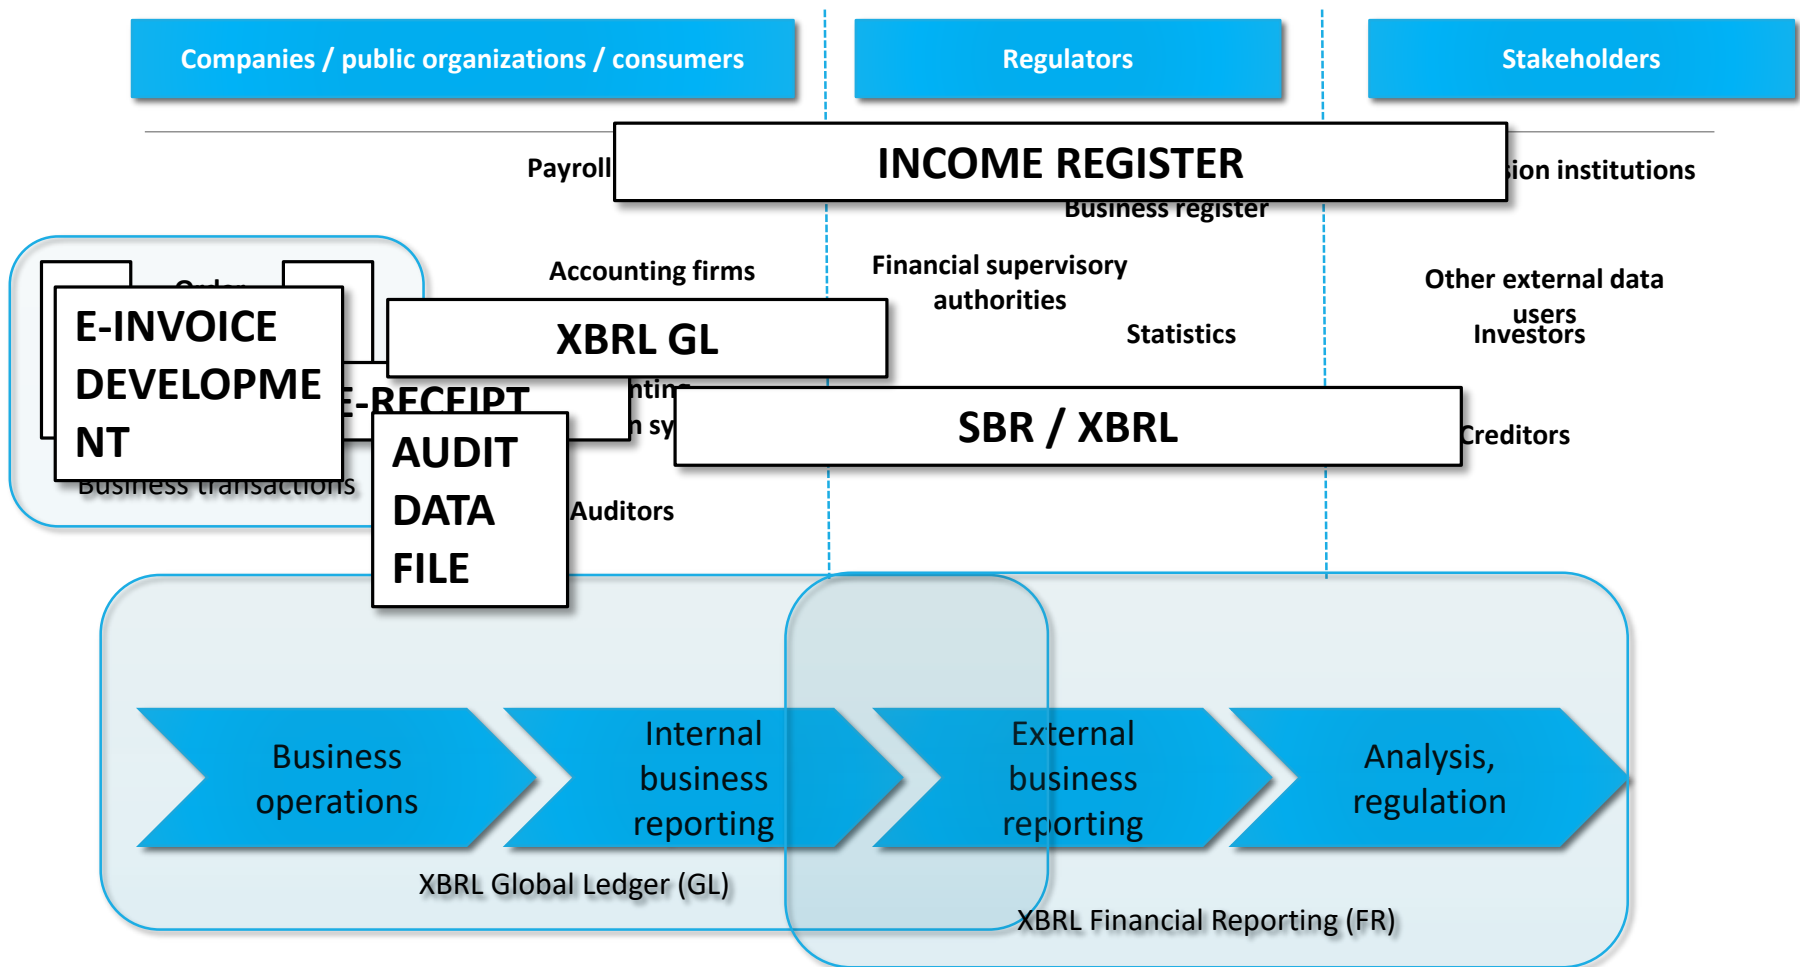 Companies / public organizations / consumers
Regulators
Stakeholders
Payroll
INCOME REGISTER
institutions
Business register
Accounting firms
Financial supervisory
authorities
Other external data
users
Order
E-INVOICE
DEVELOPME
NT
XBRL GL
Statistics
Investors
E-RECEIPT
SBR / XBRL
Creditors
AUDIT
DATA
FILE
Business transactions
Auditors
Business
operations
Internal
business
reporting
External
business
reporting
Analysis,
regulation
XBRL Global Ledger (GL)
XBRL Financial Reporting (FR)